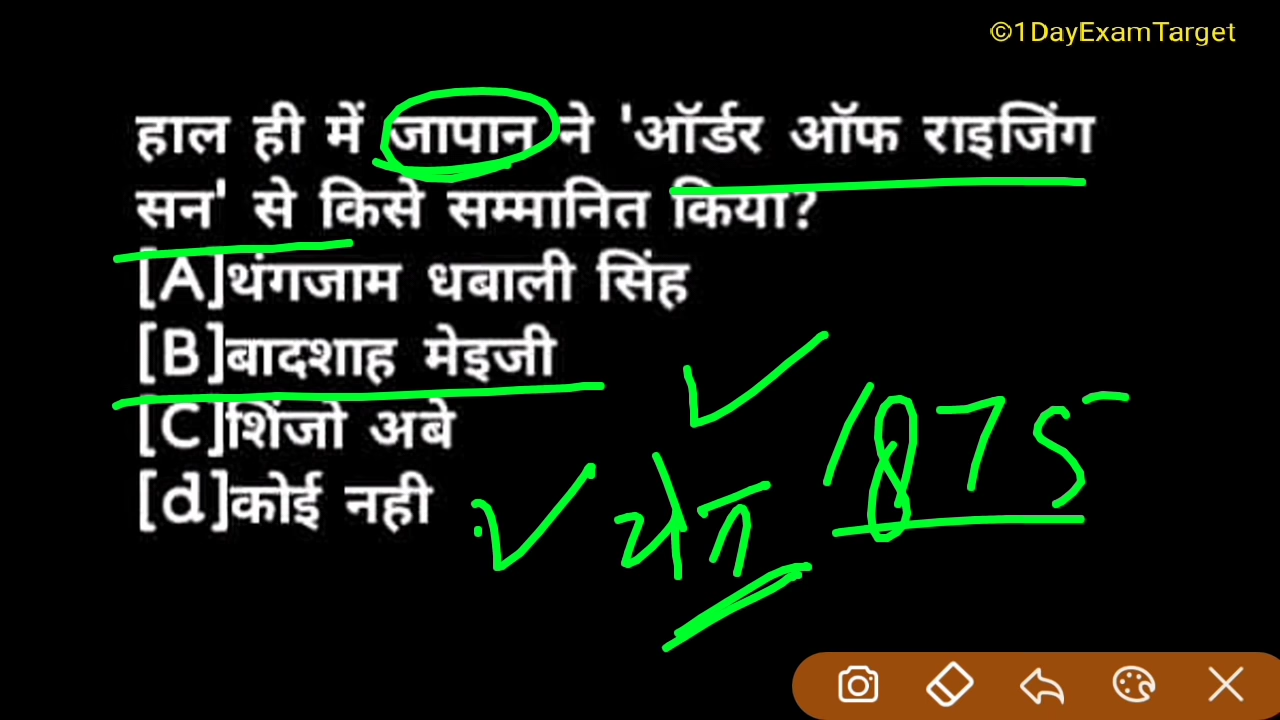 ©1DayExamTarget
हाल ही में जापान ने 'ऑर्डर ऑफ राइजिंग
सन' से किसे सम्मानित किया?
[A]थंगजाम धबाली सिंह
[B]बादशाह मेइजी
[C]शिंजो अबे
[d]कोई नही
1875